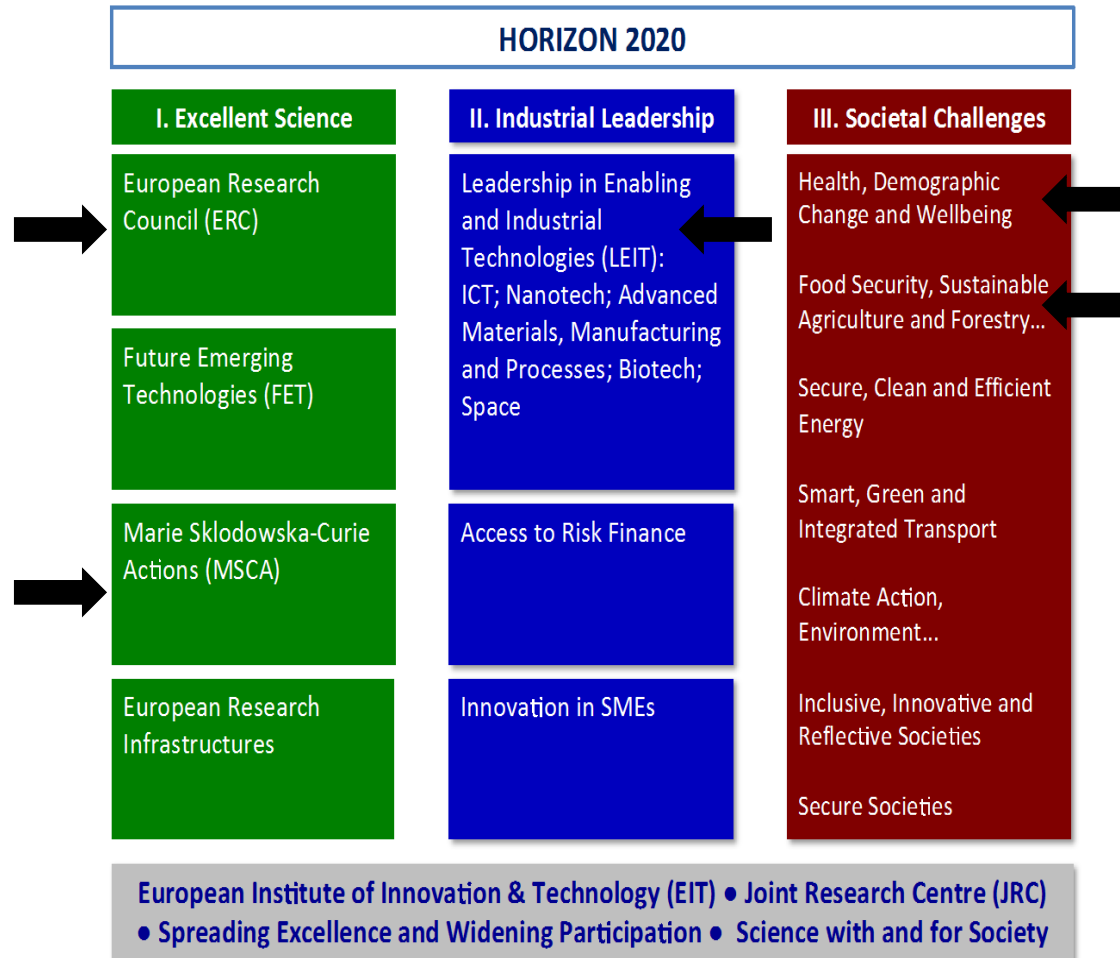 HORIZON 2020
I. Excellent Science
European Research
Council (ERC)
Future Emerging
Technologies (FET)
Marie Sklodowska-Curie
Actions (MSCA)
European Research
Infrastructures
II. Industrial Leadership
Leadership in Enabling
and Industrial
Technologies (LEIT):
ICT; Nanotech; Advanced
Materials, Manufacturing
and Processes; Biotech;
Space
Access to Risk Finance
Innovation in SMEs
III. Societal Challenges
Health, Demographic
Change and Wellbeing
Food Security, Sustainable
Agriculture and Forestry...
Secure, Clean and Efficient
Energy
Smart, Green and
Integrated Transport
Climate Action,
Environment...
Inclusive, Innovative and
Reflective Societies
Secure Societies
European Institute of Innovation & Technology (EIT) ● Joint Research Centre (JRC)
● Spreading Excellence and Widening Participation ● Science with and for Society